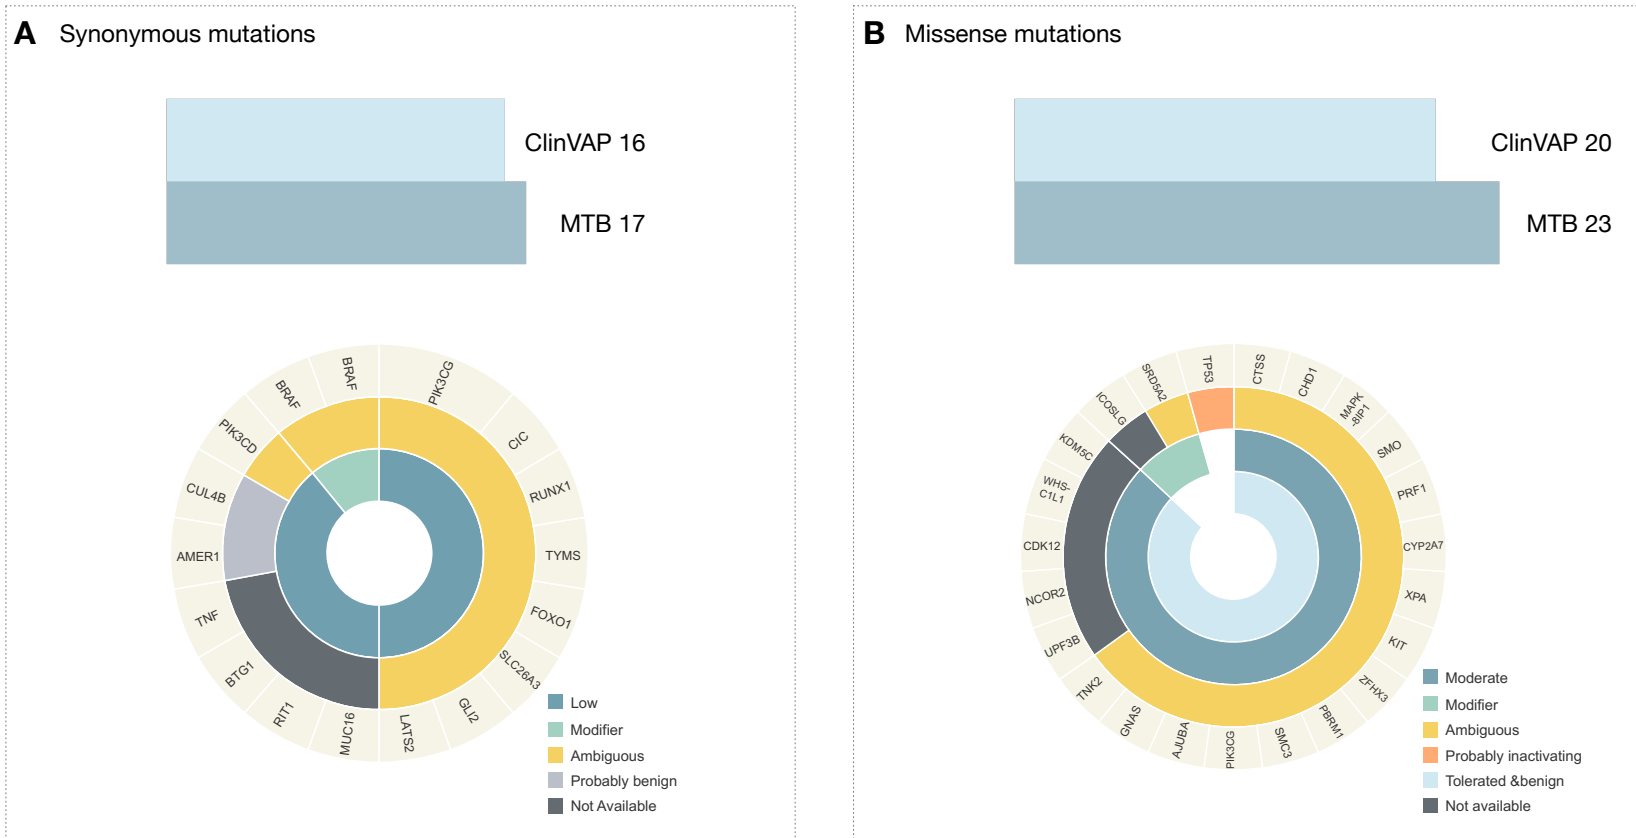 A Synonymous mutations
ClinVAP 16
MTB 17
PIK3CG
CIC
RUNX1
TYMS
FOXO1
SLC26A3
GLI2
LATS2
MUC16
RIT1
BTG1
TNF
AMER1
CUL4B
PIK3CD
BRAF
BRAF
Low
Modifier
Ambiguous
Probably benign
Not Available
B Missense mutations
ClinVAP 20
MTB 23
CTSS
CHD1
MAPK
-8IP1
SMO
PRF1
CYP2A7
XPA
KIT
ZFHX3
PBRM1
SMC3
PIK3CG
AJUBA
GNAS
TNK2
UPF3B
NCOR2
CDK12
WHS-
C1L1
KDM5C
ICOSLG
SRD5A2
TP53
Moderate
Modifier
Ambiguous
Probably inactivating
Tolerated &benign
Not available